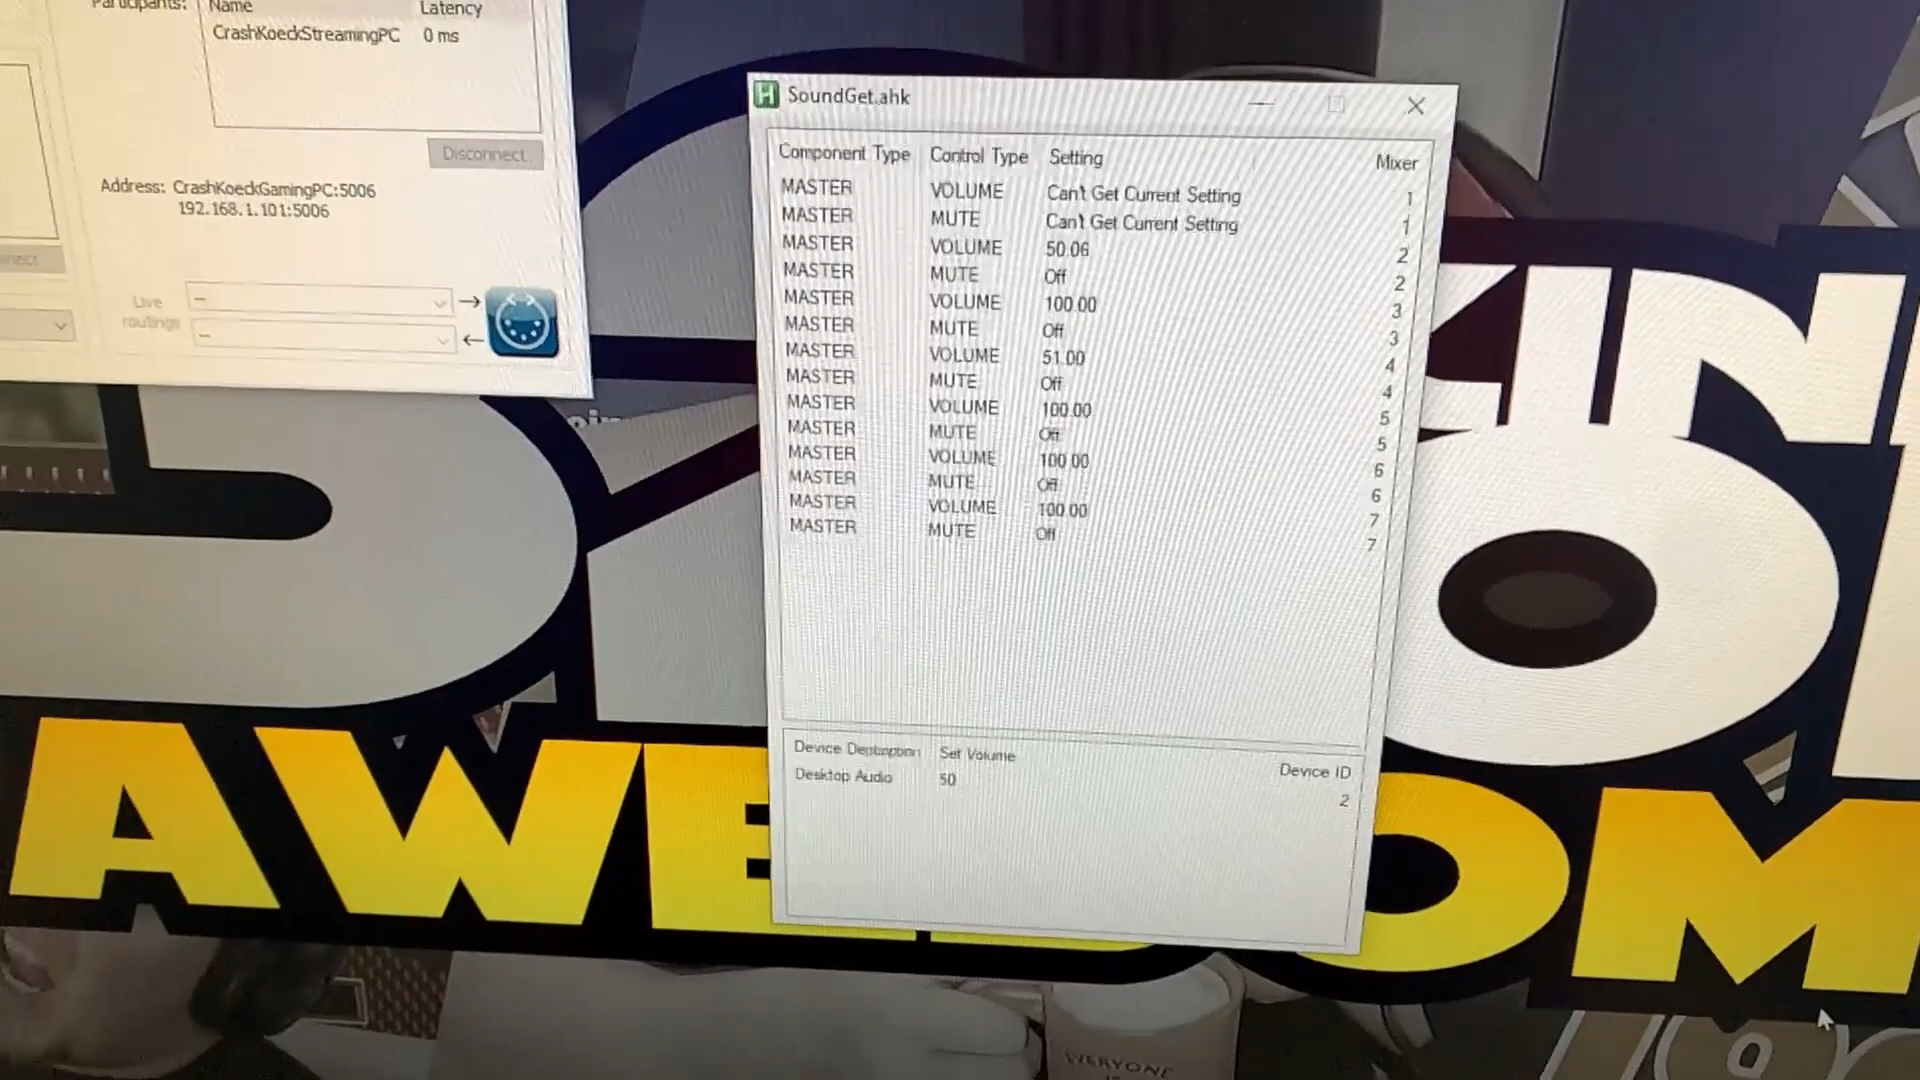 Participants:
Name Latency
CrashKoeckStreamingPC 0 ms
Disconnect
Address: CrashKoeckGamingPC:5006
192.168.1.101:5006
Live routings
--
--
SoundGet.ahk
Component Type Control Type Setting Mixer
MASTER VOLUME Can't Get Current Setting 1
MASTER MUTE Can't Get Current Setting 1
MASTER VOLUME 50.06 2
MASTER MUTE Off 2
MASTER VOLUME 100.00 3
MASTER MUTE Off 3
MASTER VOLUME 51.00 4
MASTER MUTE Off 4
MASTER VOLUME 100.00 5
MASTER MUTE Off 5
MASTER VOLUME 100.00 6
MASTER MUTE Off 6
MASTER VOLUME 100.00 7
MASTER MUTE Off 7
Device Desription Set Volume Device ID
Desktop Audio 50 2
AWESOM
EVERYONE